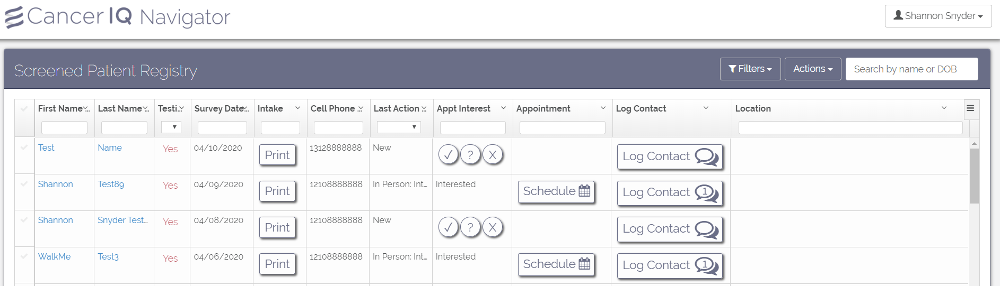 CancerIQ Navigator
Shannon Snyder
Screened Patient Registry
Filters Actions Search by name or DOB
First Name ... Last Name ... Testi... Survey Date... Intake Cell Phone ... Last Action ... Appt Interest Appointment Log Contact Location
Test Name Yes 04/10/2020 Print 13128888888 New ✓ ? X Log Contact
Shannon Test89 Yes 04/09/2020 Print 12108888888 In Person: Int... Interested Schedule Log Contact 1
Shannon Snyder Test... Yes 04/08/2020 Print 12108888888 New ✓ ? X Log Contact
WalkMe Test3 Yes 04/06/2020 Print 12108888888 In Person: Int... Interested Schedule Log Contact 1